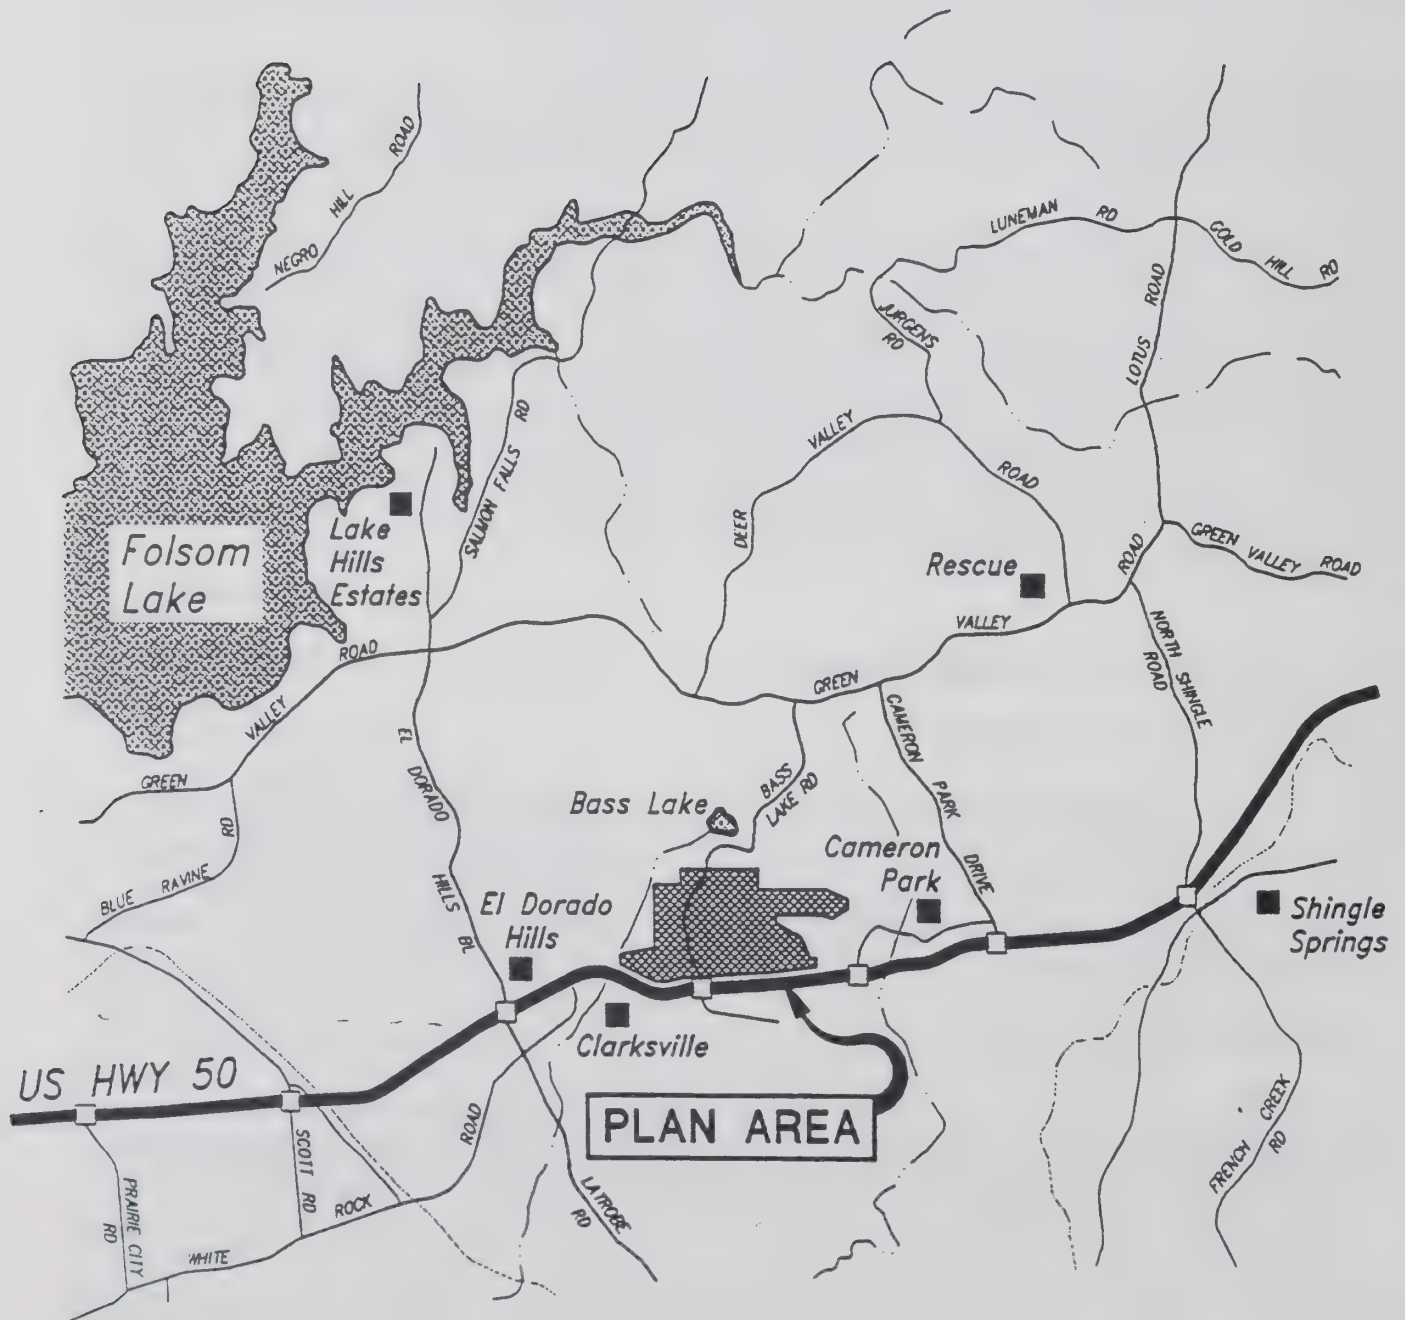 NEGRO HILL ROAD
LUNEMAN RD
GOLD HILL RD
JURGENS
RD
LOTUS ROAD
DEER VALLEY ROAD
SALMON FALLS RD
Folsom
Lake
Lake
Hills
Estates
Rescue
GREEN VALLEY ROAD
GREEN VALLEY ROAD
GREEN VALLEY ROAD
NORTH SHINGLE
ROAD
EL DORADO HILLS BL
CAMERON PARK DRIVE
BASS
LAKE RD
Bass Lake
BLUE RAVINE RD
Cameron
Park
El Dorado
Hills
Shingle
Springs
Clarksville
US HWY 50
PLAN AREA
SCOTT RD
PRAIRIE CITY
RD
WHITE ROCK ROAD
LATROBE
RD
FRENCH CREEK
RD